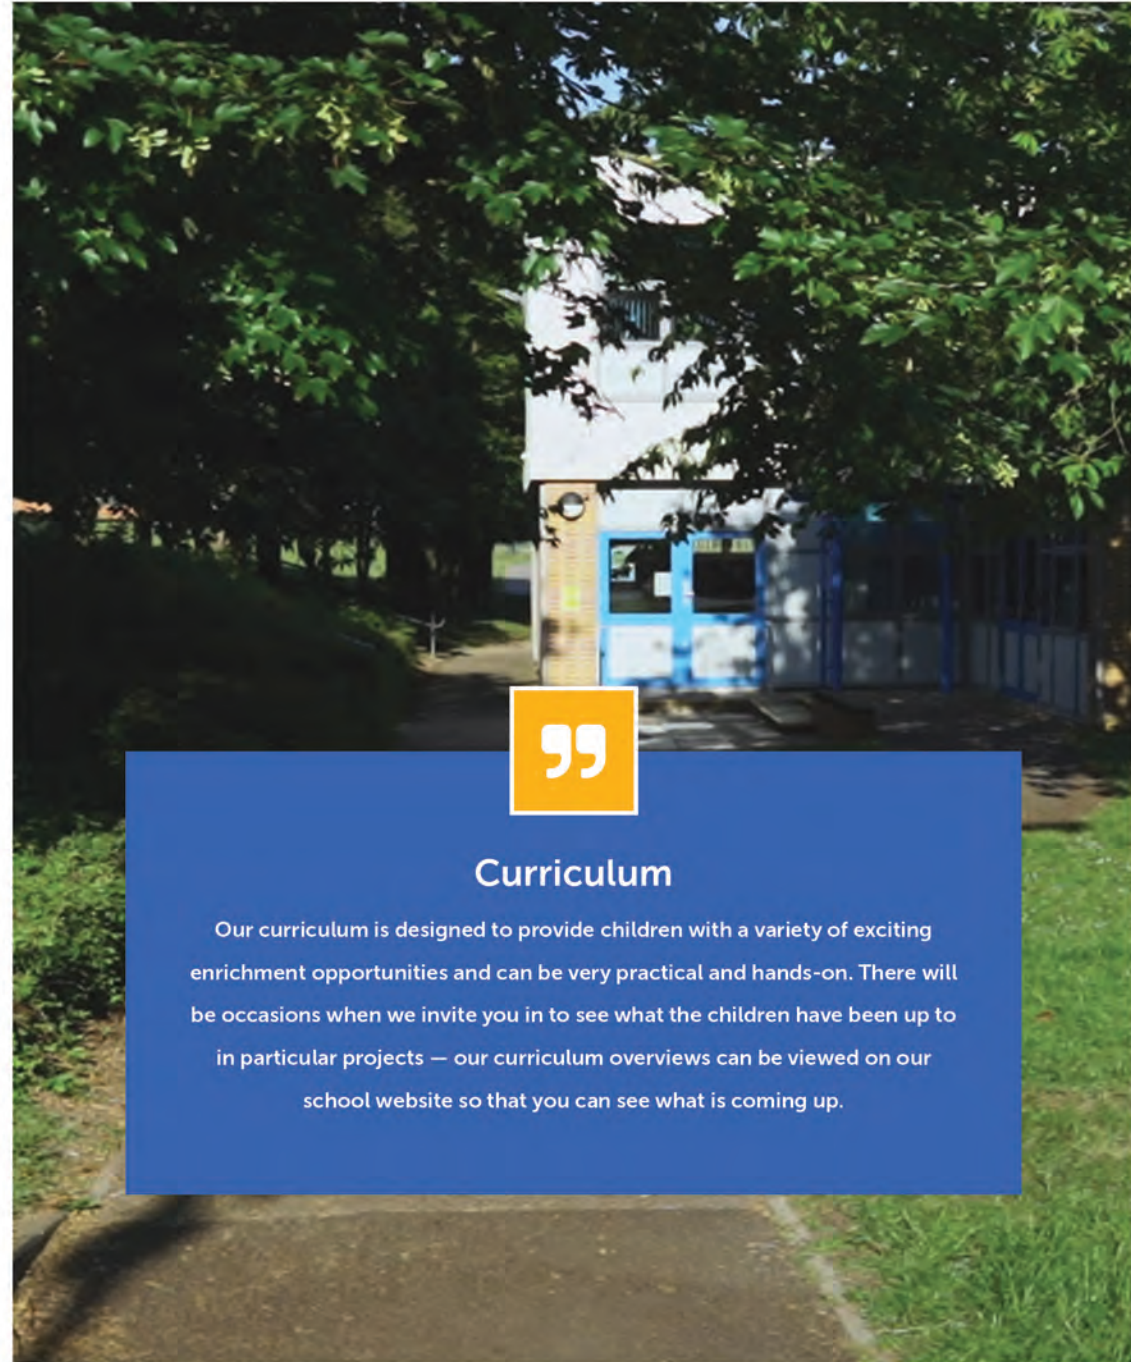 ”
Curriculum
Our curriculum is designed to provide children with a variety of exciting
enrichment opportunities and can be very practical and hands-on. There will
be occasions when we invite you in to see what the children have been up to
in particular projects — our curriculum overviews can be viewed on our
school website so that you can see what is coming up.